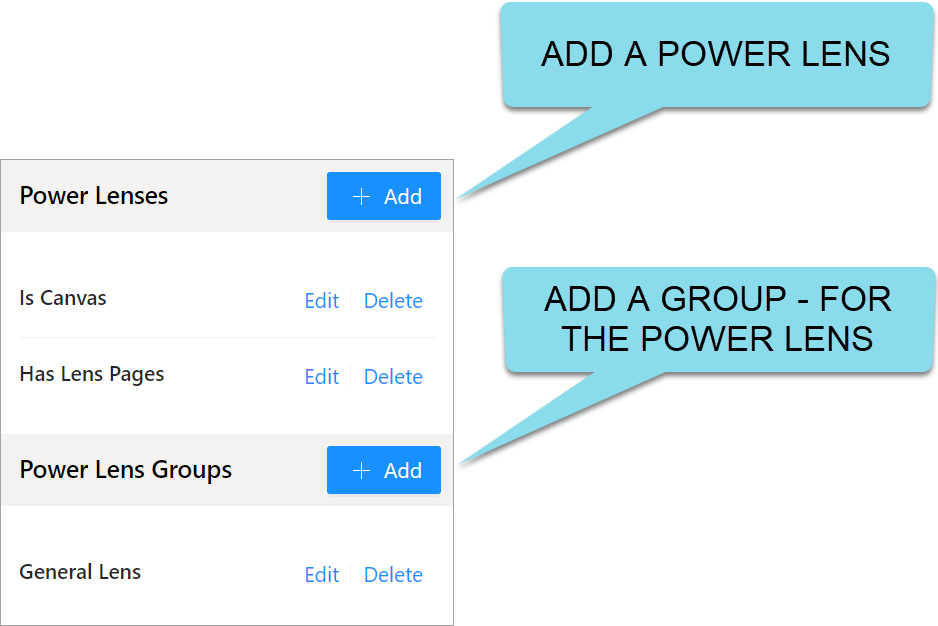 ADD A POWER LENS
Power Lenses
Add
Is Canvas
Edit Delete
Has Lens Pages
Edit Delete
ADD A GROUP - FOR
THE POWER LENS
Power Lens Groups
Add
General Lens
Edit Delete